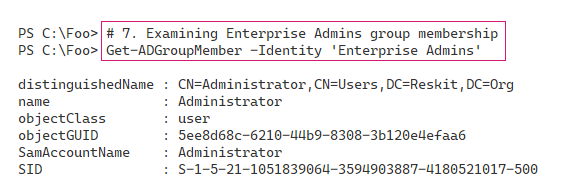 PS C:\Foo> # 7. Examining Enterprise Admins group membership
PS C:\Foo> Get-ADGroupMember -Identity 'Enterprise Admins'
distinguishedName : CN=Administrator,CN=Users,DC=Reskit,DC=Org
name : Administrator
objectClass : user
objectGUID : 5ee8d68c-6210-44b9-8308-3b120e4efaa6
SamAccountName : Administrator
SID : S-1-5-21-1051839064-3594903887-4180521017-500